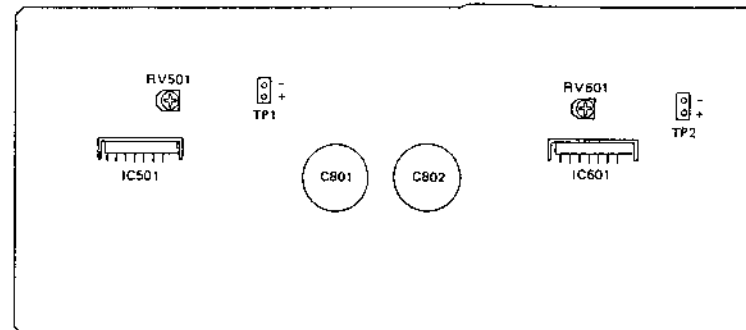 RV501
-
+
TP1
IC501
C801
C802
RV601
-
+
TP2
IC601